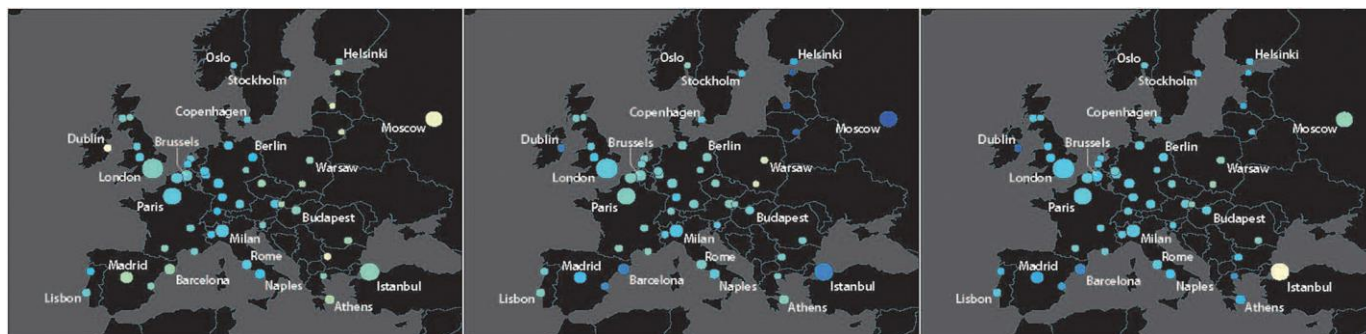 Oslo
Helsinki
Stockholm
Copenhagen
Moscow
Dublin
Brussels
Berlin
London
Warsaw
Paris
Budapest
Milan
Madrid
Rome
Barcelona
Naples
Istanbul
Lisbon
Athens
Oslo
Helsinki
Stockholm
Copenhagen
Moscow
Dublin
Brussels
Berlin
London
Warsaw
Paris
Budapest
Milan
Madrid
Rome
Barcelona
Naples
Istanbul
Lisbon
Athens
Oslo
Helsinki
Stockholm
Copenhagen
Moscow
Dublin
Brussels
Berlin
London
Warsaw
Paris
Budapest
Milan
Madrid
Rome
Barcelona
Naples
Istanbul
Lisbon
Athens